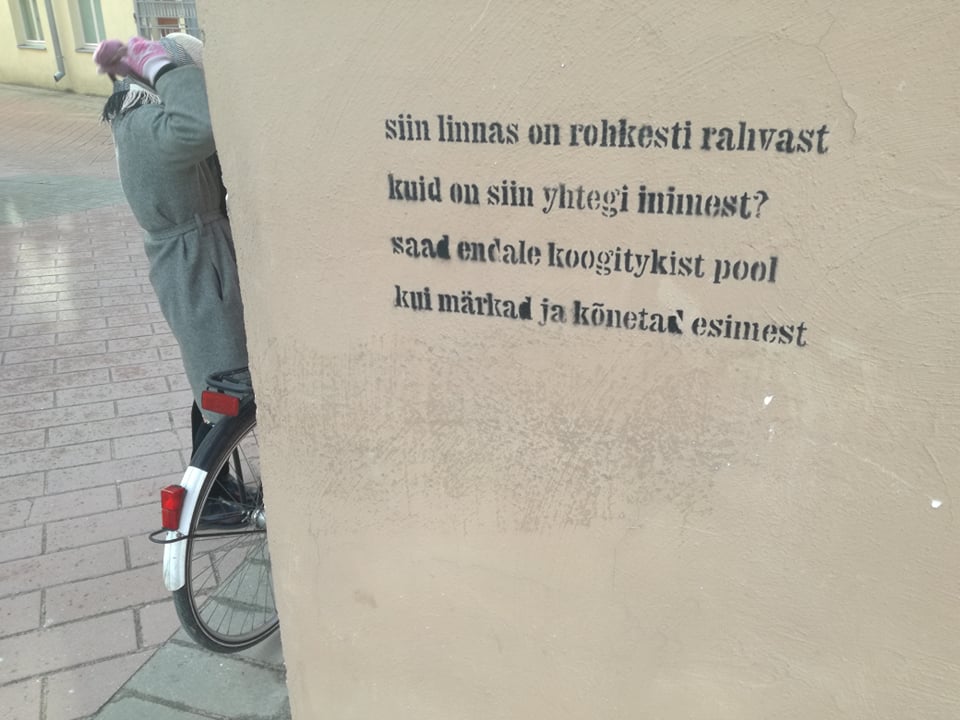 siin linnas on rohkesti rahvast
kuid on siin yhtegi inimest?
saad endale koogitykist pool
kui märkad ja kõnetad esimest